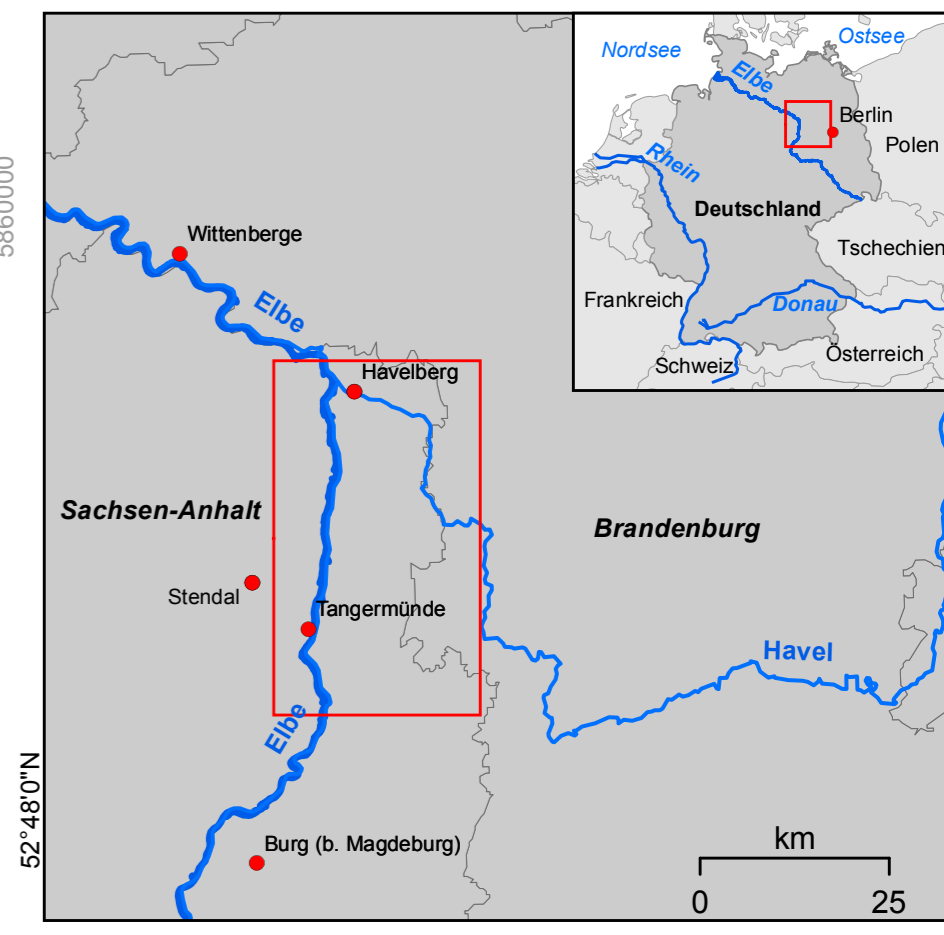 Nordsee
Ostsee
Elbe
Berlin
Polen
Rhein
Deutschland
Tschechien
Frankreich
Donau
Schweiz
Österreich
5860000
Wittenberge
Elbe
Havelberg
Sachsen-Anhalt
Brandenburg
Stendal
Tangermünde
Havel
Elbe
52°48'0"N
Burg (b. Magdeburg)
km
0 25